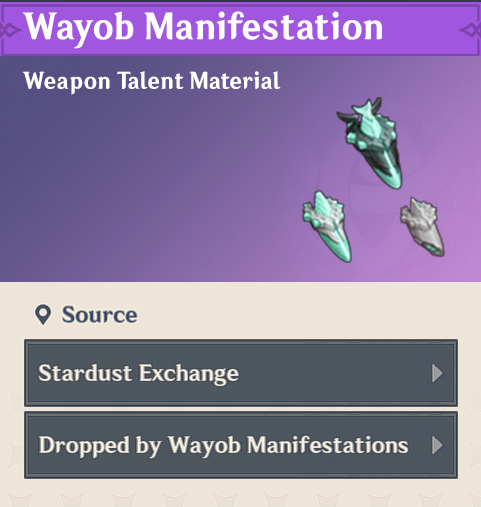 Wayob Manifestation
Weapon Talent Material
Source
Stardust Exchange
Dropped by Wayob Manifestations